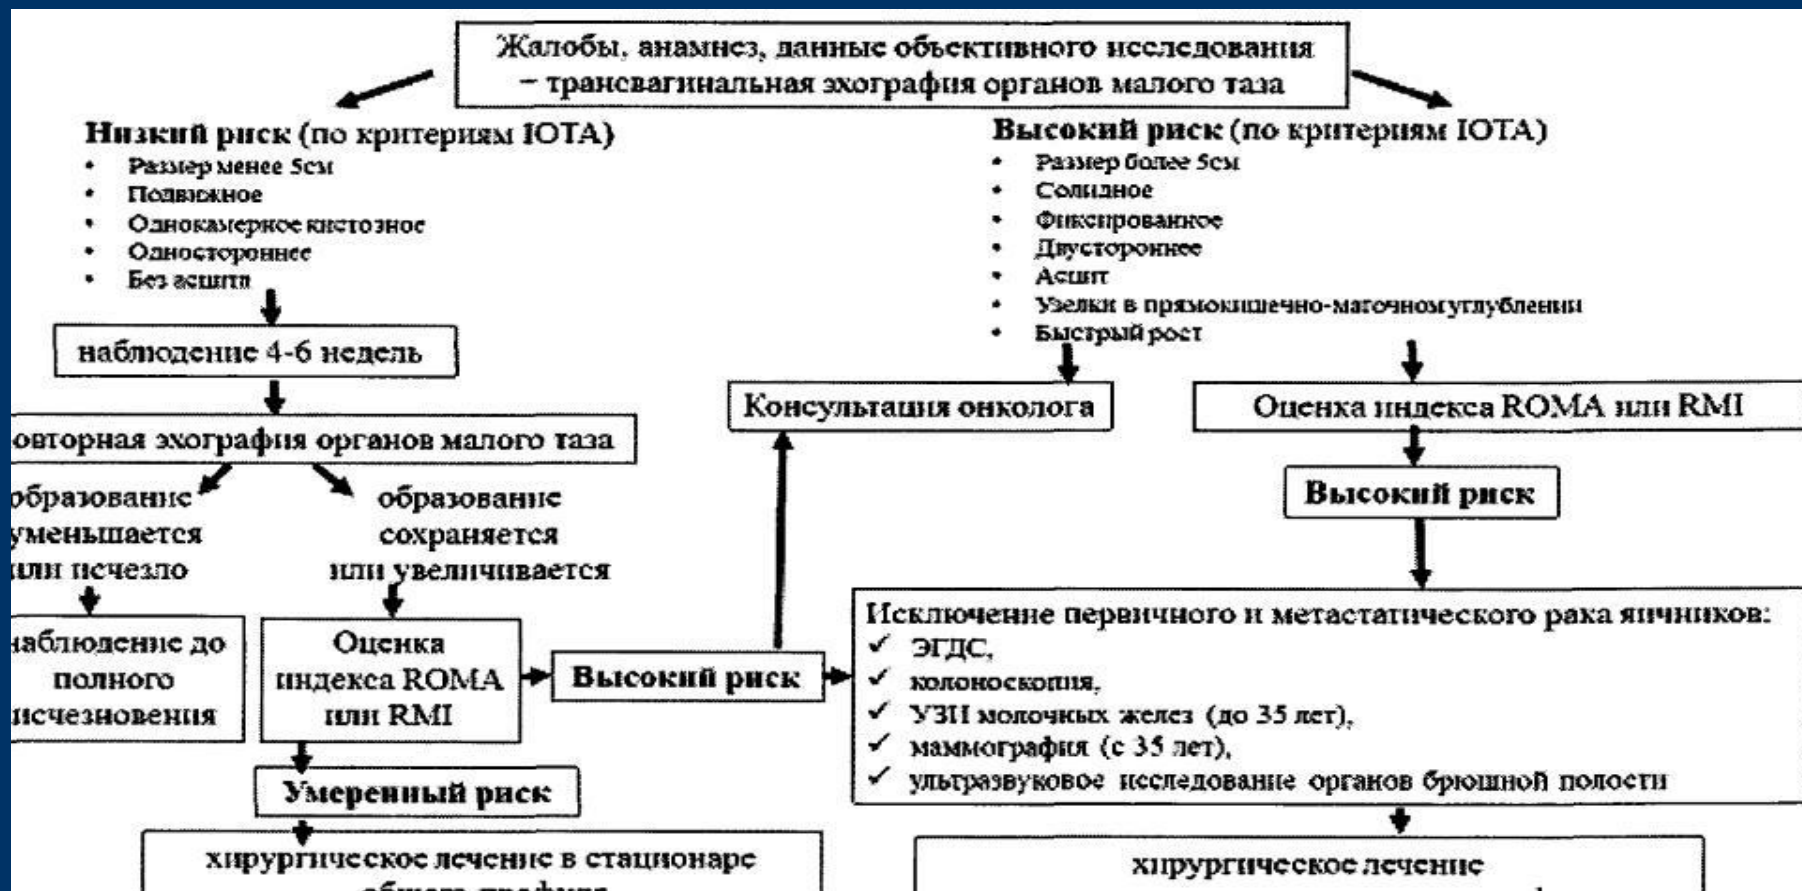 Жалобы, анамнез, данные объективного исследования
– трансвагинальная эхография органов малого таза
Низкий риск (по критериям IOTA)
• Размер менее 5см
• Подвижное
• Однокамерное кистозное
• Одностороннее
• Без асцита
наблюдение 4-6 недель
овторная эхография органов малого таза
образование
уменьшается
или исчезло
образование
сохраняется
или увеличивается
наблюдение до
полного
исчезновения
Оценка
индекса ROMA
или RMI
Высокий риск
Умеренный риск
хирургическое лечение в стационаре
Высокий риск (по критериям IOTA)
• Размер более 5см
• Солидное
• Фиксированное
• Двустороннее
• Асцит
• Узелки в прямокишечно-маточном углублении
• Быстрый рост
Консультация онколога
Оценка индекса ROMA или RMI
Высокий риск
Исключение первичного и метастатического рака яичников:
✓ ЭГДС,
✓ колоноскопия,
✓ УЗИ молочных желез (до 35 лет),
✓ маммография (с 35 лет),
✓ ультразвуковое исследование органов брюшной полости
хирургическое лечение